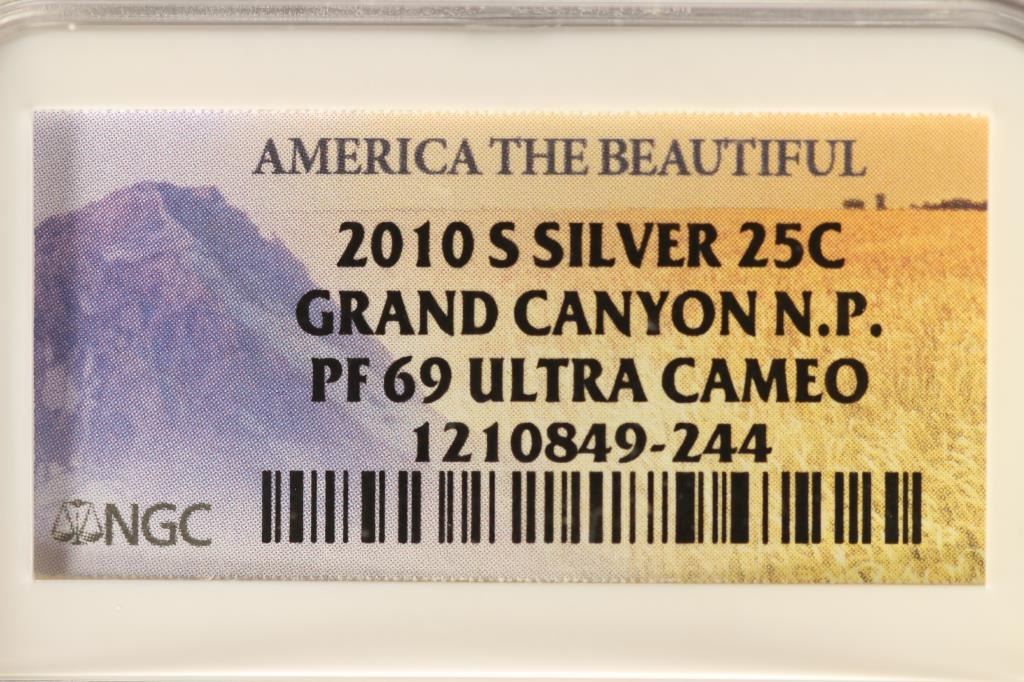 AMERICA THE BEAUTIFUL
2010 S SILVER 25C
GRAND CANYON N.P.
PF 69 ULTRA CAMEO
1210849-244
NGC